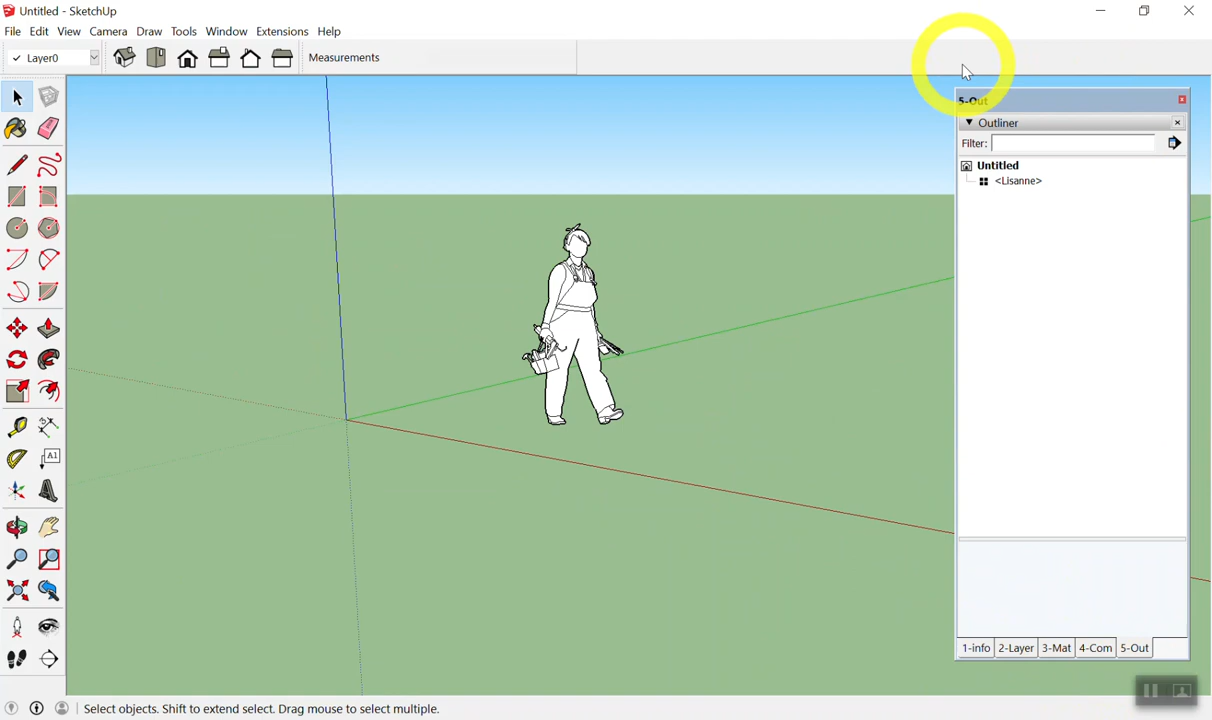 Untitled - SketchUp
File Edit View Camera Draw Tools Window Extensions Help
Layer0
Measurements
5-Out
Outliner
Filter:
Untitled
<Lisanne>
A1
1-info 2-Layer 3-Mat 4-Com 5-Out
Select objects. Shift to extend select. Drag mouse to select multiple.